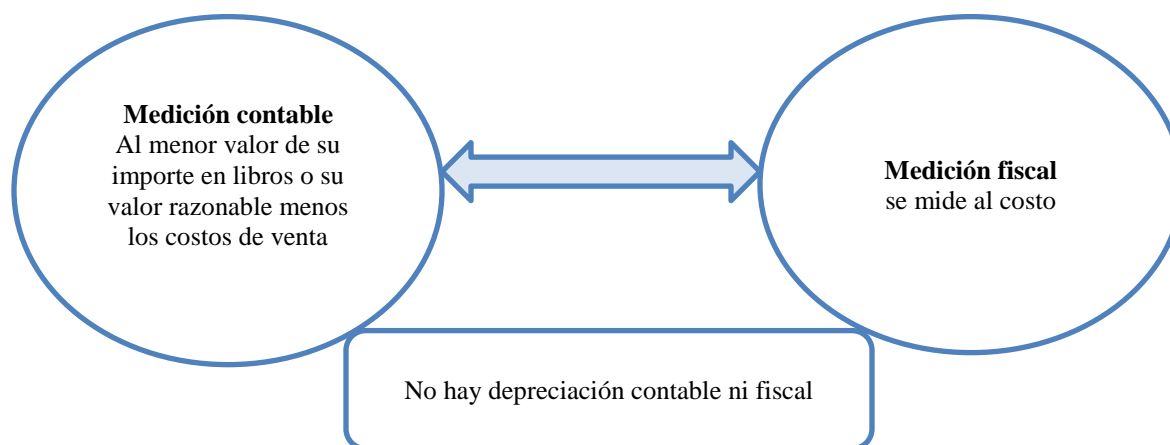 Medición contable
Al menor valor de su
importe en libros o su
valor razonable menos
los costos de venta
Medición fiscal
se mide al costo
No hay depreciación contable ni fiscal